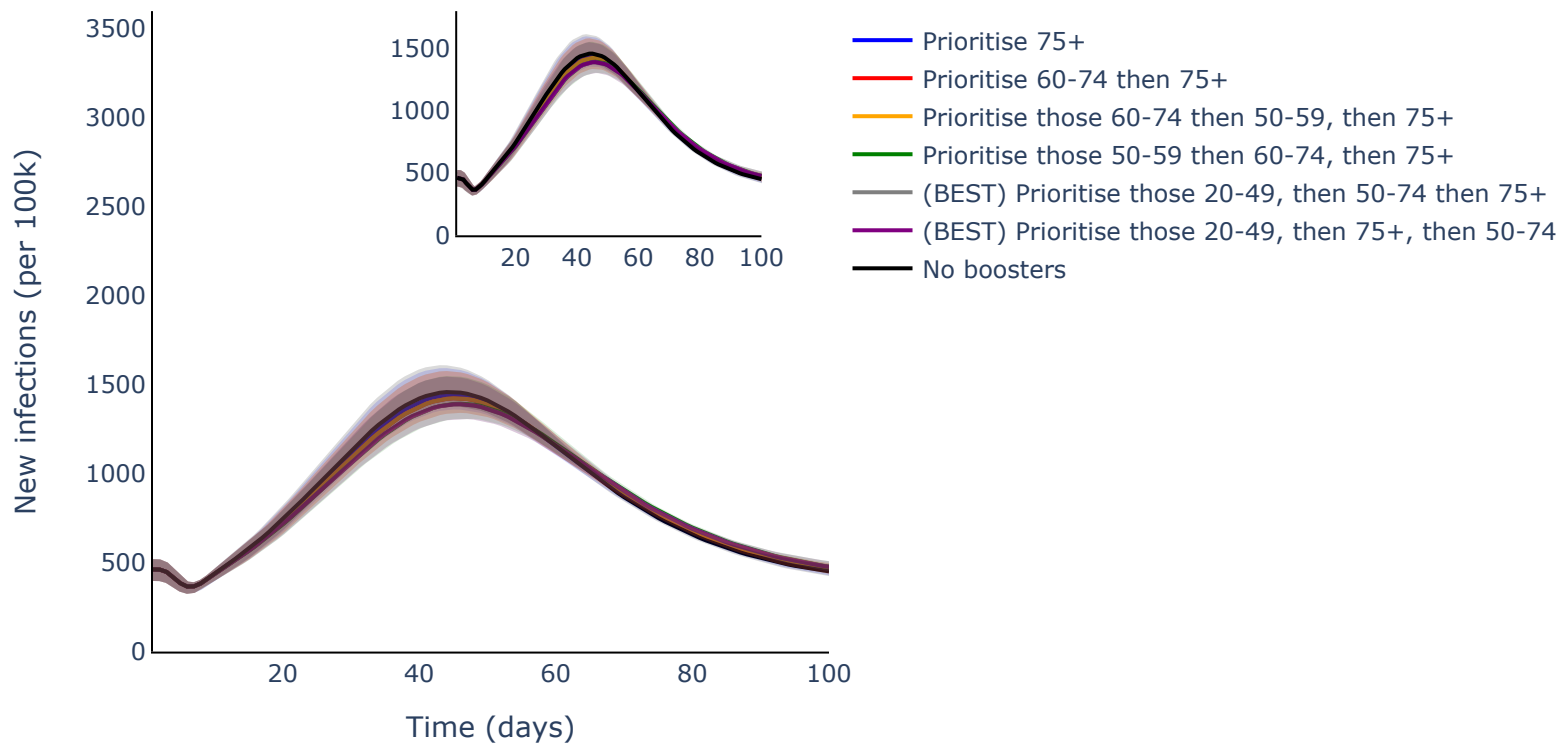 3500
3000
2500
2000
1500
1000
500
0
New infections (per 100k)
20 40 60 80 100
Time (days)
1500
1000
500
0
20 40 60 80 100
Prioritise 75+
Prioritise 60-74 then 75+
Prioritise those 60-74 then 50-59, then 75+
Prioritise those 50-59 then 60-74, then 75+
(BEST) Prioritise those 20-49, then 50-74 then 75+
(BEST) Prioritise those 20-49, then 75+, then 50-74
No boosters